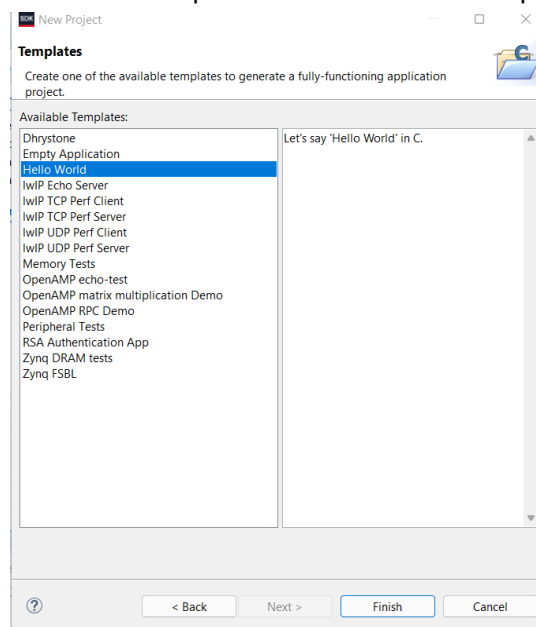 SDK New Project
Templates
Create one of the available templates to generate a fully-functioning application
project.
Available Templates:
Dhrystone
Empty Application
Hello World
lwIP Echo Server
lwIP TCP Perf Client
lwIP TCP Perf Server
lwIP UDP Perf Client
lwIP UDP Perf Server
Memory Tests
OpenAMP echo-test
OpenAMP matrix multiplication Demo
OpenAMP RPC Demo
Peripheral Tests
RSA Authentication App
Zynq DRAM tests
Zynq FSBL
Let's say 'Hello World' in C.
< Back
Next >
Finish
Cancel